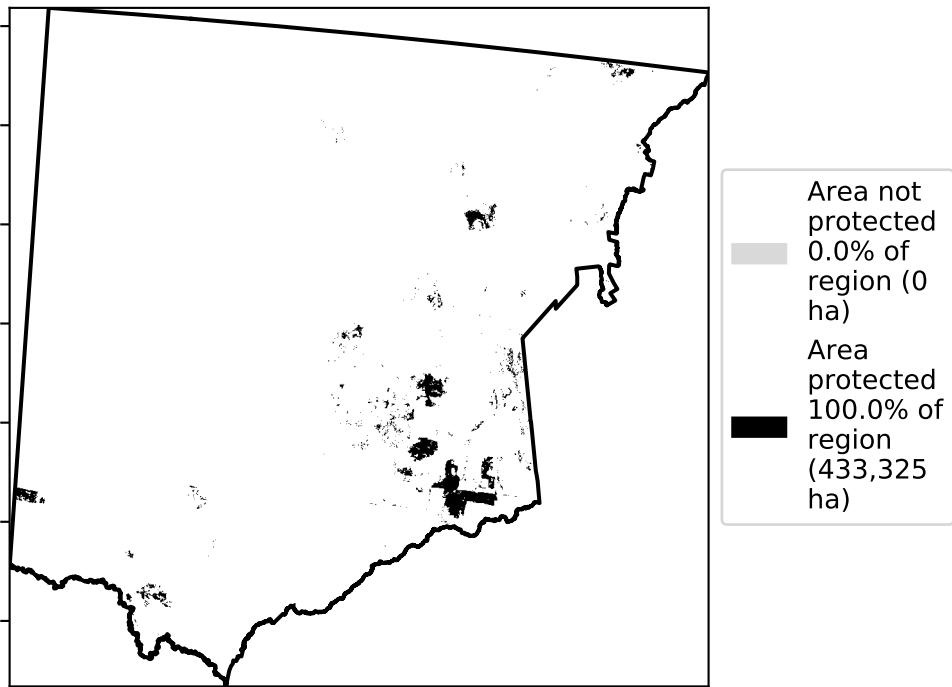 Area not
protected
0.0% of
region (0
ha)
Area
protected
100.0% of
region
(433,325
ha)